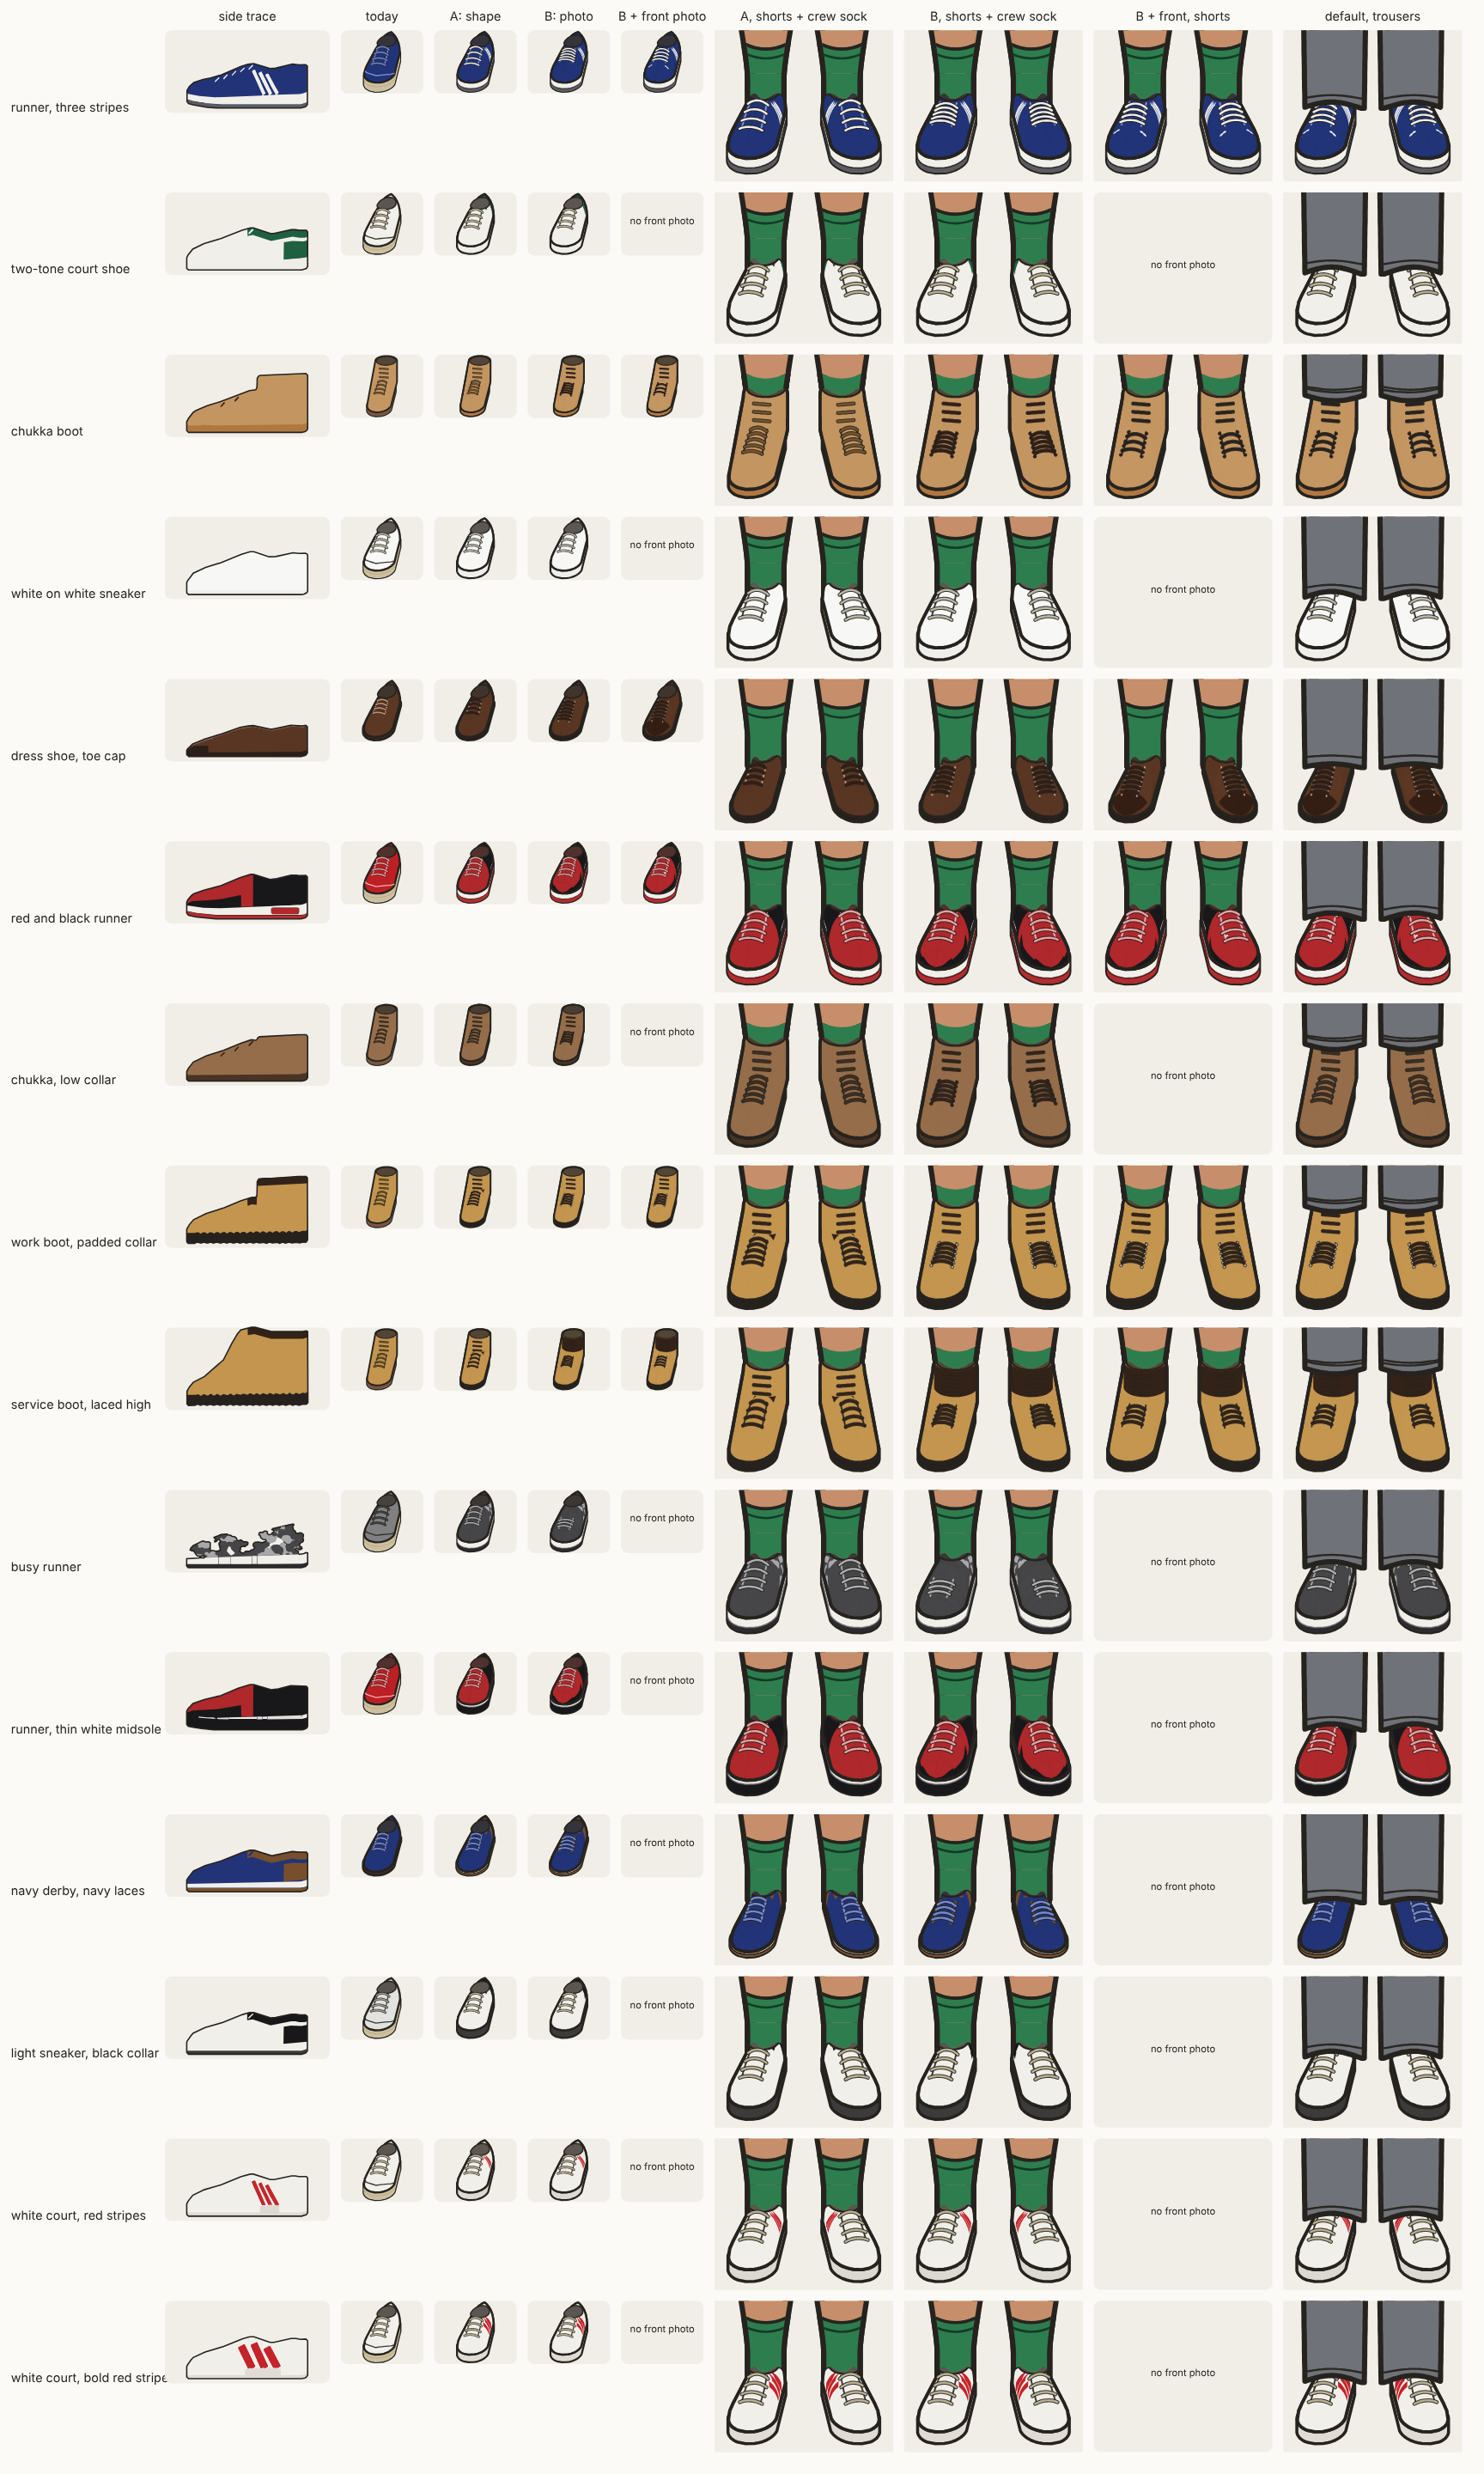 side trace
today
A: shape
B: photo
B + front photo
A, shorts + crew sock
B, shorts + crew sock
B + front, shorts
default, trousers
runner, three stripes
two-tone court shoe
no front photo
no front photo
chukka boot
white on white sneaker
no front photo
no front photo
dress shoe, toe cap
red and black runner
chukka, low collar
no front photo
no front photo
work boot, padded collar
service boot, laced high
busy runner
no front photo
no front photo
runner, thin white midsole
no front photo
no front photo
navy derby, navy laces
no front photo
no front photo
light sneaker, black collar
no front photo
no front photo
white court, red stripes
no front photo
no front photo
white court, bold red stripe
no front photo
no front photo